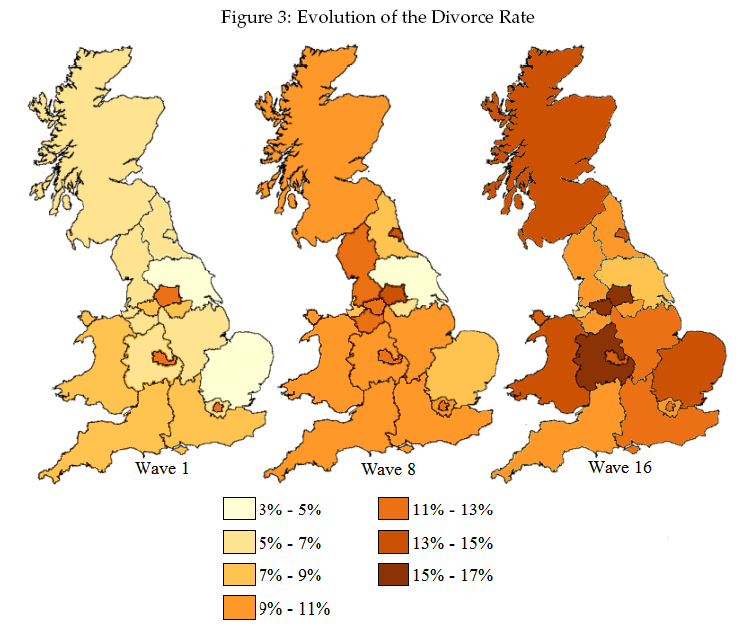 Figure 3: Evolution of the Divorce Rate
Wave 1
Wave 8
Wave 16
3% - 5%
5% - 7%
7% - 9%
9% - 11%
11% - 13%
13% - 15%
15% - 17%